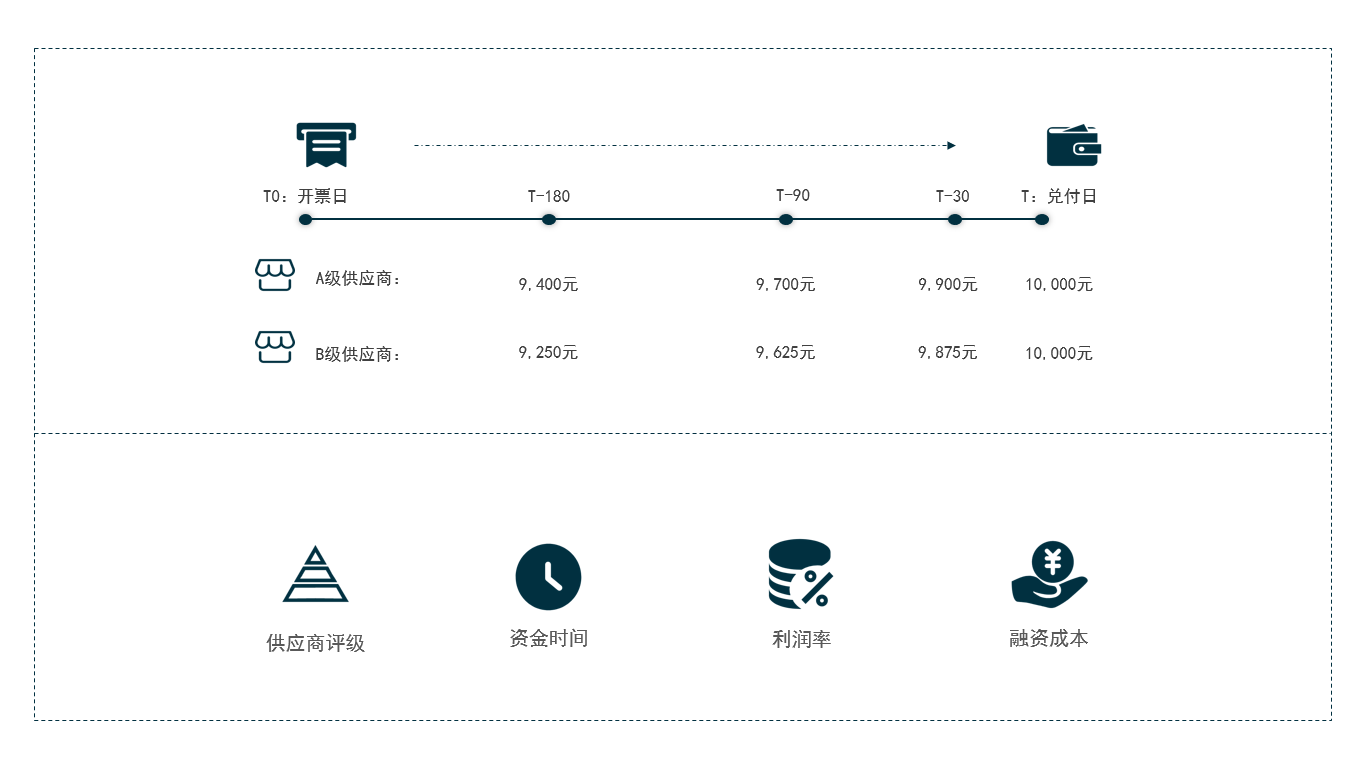 T0：开票日 T-180 T-90 T-30 T：兑付日
A级供应商： 9,400元 9,700元 9,900元 10,000元
B级供应商： 9,250元 9,625元 9,875元 10,000元
供应商评级 资金时间 利润率 融资成本